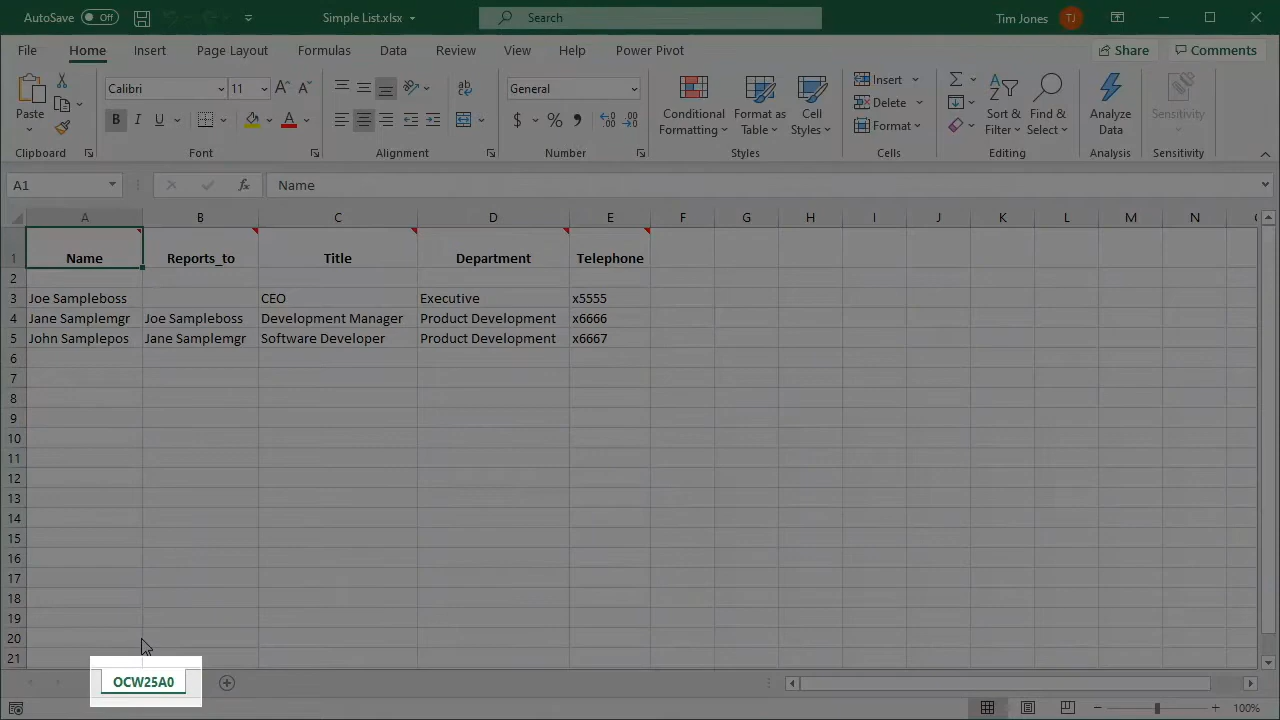 AutoSave Off Simple List.xlsx Search Tim Jones TJ
File Home Insert Page Layout Formulas Data Review View Help Power Pivot Share Comments
Paste Calibri 11 General Conditional Formatting Format as Table Cell Styles Insert Delete Format Sort & Filter Find & Select Analyze Data Sensitivity
B I U A $ % 9
Clipboard Font Alignment Number Styles Cells Editing Analysis Sensitivity
A1 fx Name
A B C D E F G H I J K L M N
1 Name Reports_to Title Department Telephone
2
3 Joe Sampleboss CEO Executive x5555
4 Jane Samplemgr Joe Sampleboss Development Manager Product Development x6666
5 John Samplepos Jane Samplemgr Software Developer Product Development x6667
6
7
8
9
10
11
12
13
14
15
16
17
18
19
20
21
OCW25A0
100%